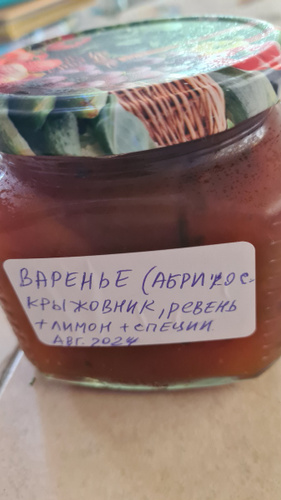 ВАРЕНЬЕ (АБРИКОС-
КРЫЖОВНИК, РЕВЕНЬ
+ ЛИМОН + СПЕЦИИ
АВГ. 2024